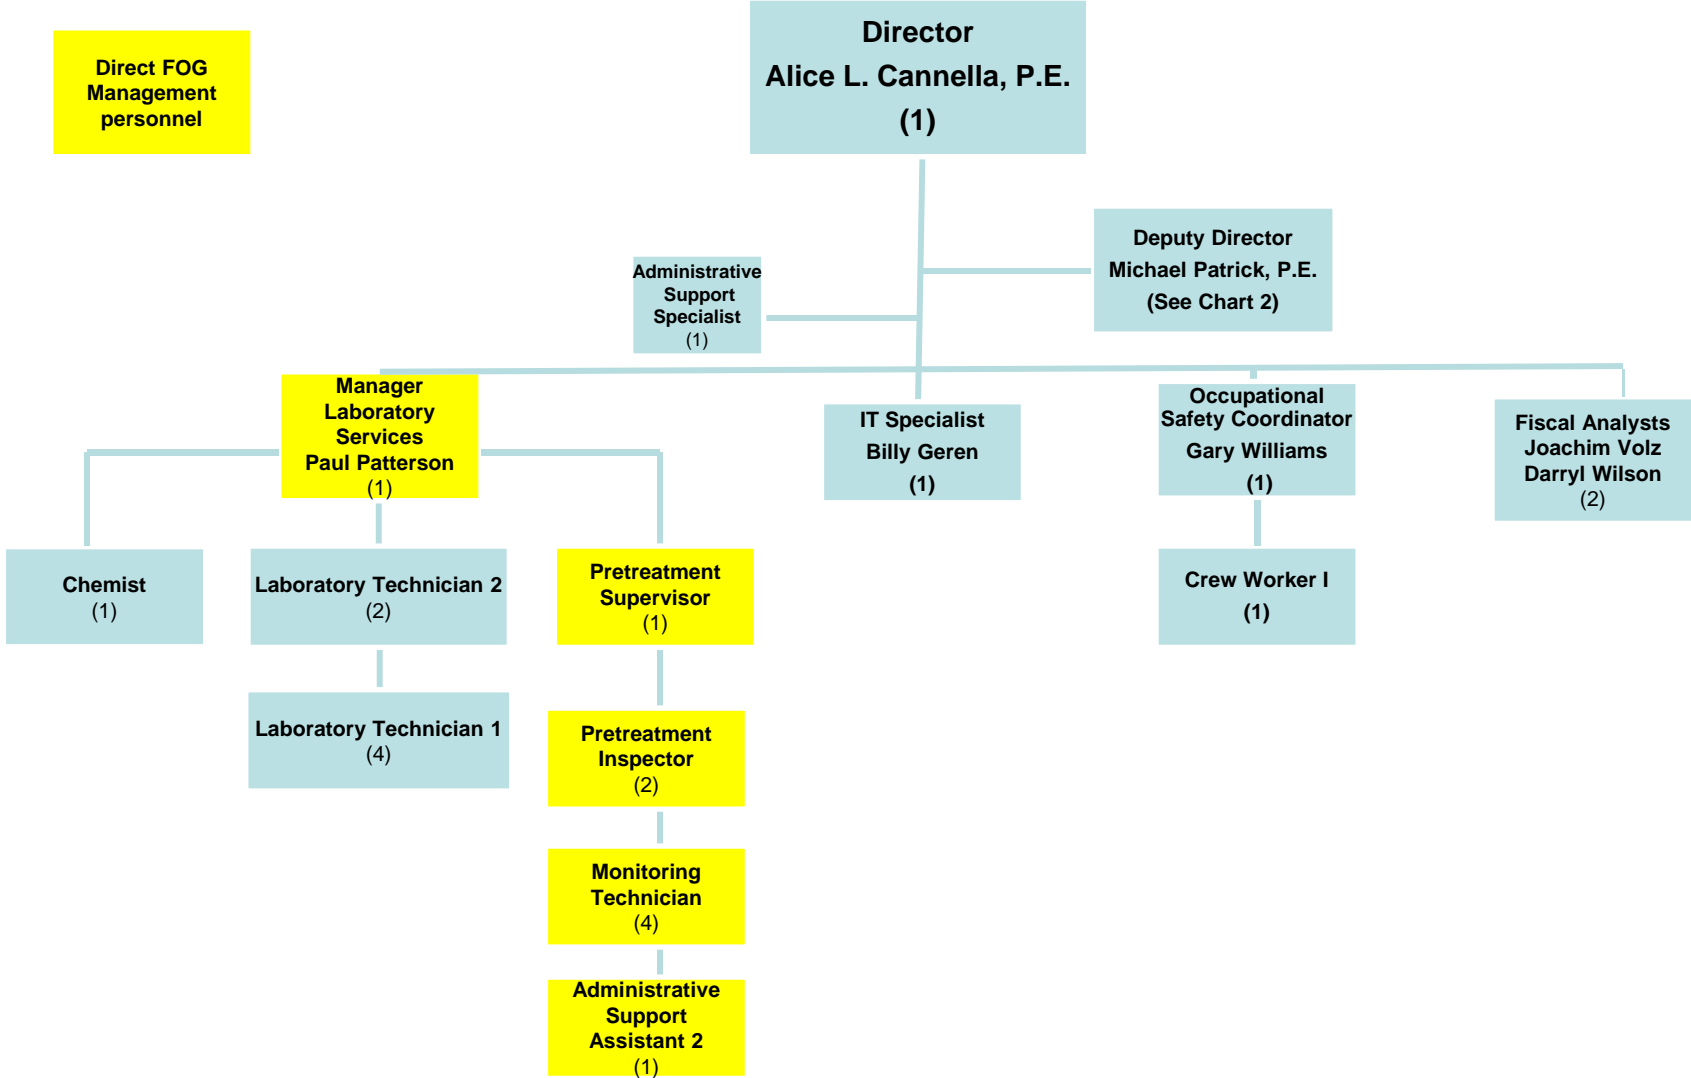 Direct FOG
Management
personnel
Director
Alice L. Cannella, P.E.
(1)
Deputy Director
Michael Patrick, P.E.
(See Chart 2)
Administrative
Support
Specialist
(1)
Manager
Laboratory
Services
Paul Patterson
(1)
IT Specialist
Billy Geren
(1)
Occupational
Safety Coordinator
Gary Williams
(1)
Fiscal Analysts
Joachim Volz
Darryl Wilson
(2)
Chemist
(1)
Laboratory Technician 2
(2)
Pretreatment
Supervisor
(1)
Crew Worker I
(1)
Laboratory Technician 1
(4)
Pretreatment
Inspector
(2)
Monitoring
Technician
(4)
Administrative
Support
Assistant 2
(1)